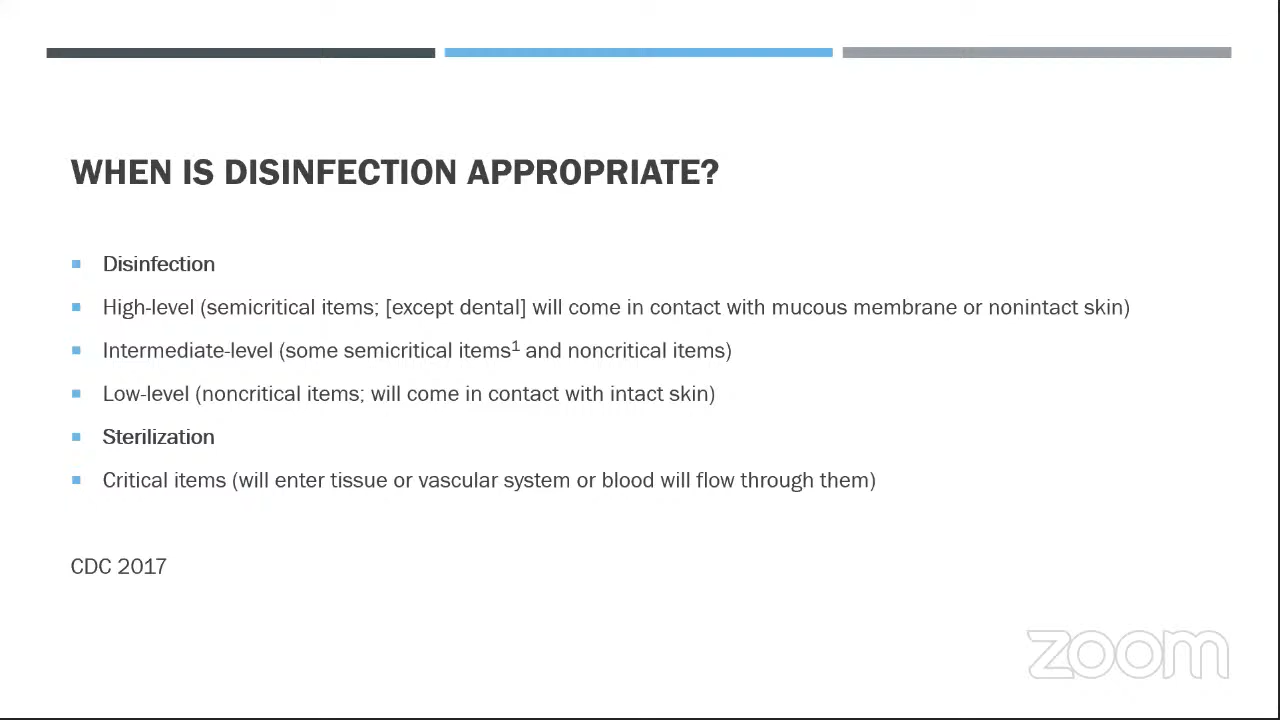 WHEN IS DISINFECTION APPROPRIATE?
Disinfection
High-level (semicritical items; [except dental] will come in contact with mucous membrane or nonintact skin)
Intermediate-level (some semicritical items¹ and noncritical items)
Low-level (noncritical items; will come in contact with intact skin)
Sterilization
Critical items (will enter tissue or vascular system or blood will flow through them)
CDC 2017
zoom